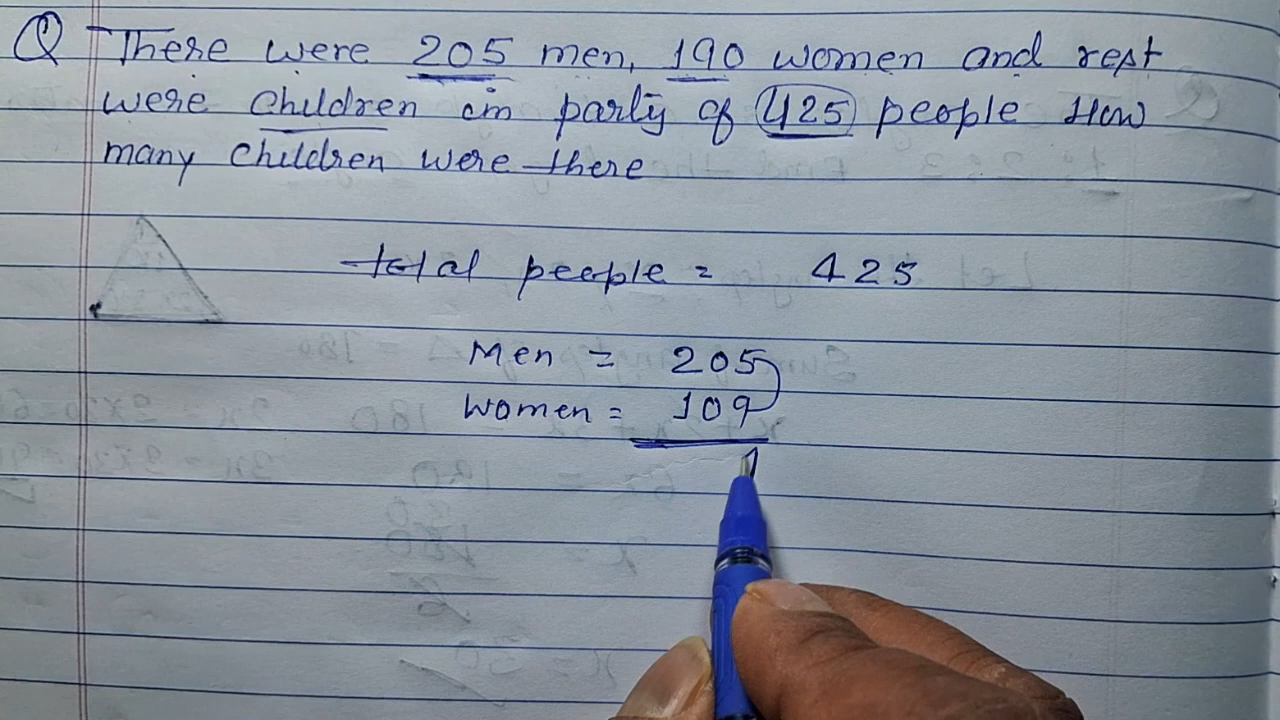 Q There were 205 men, 190 women and rest
were children in party of 425 people How
many children were there
total people = 425
Men = 205
Women = 109